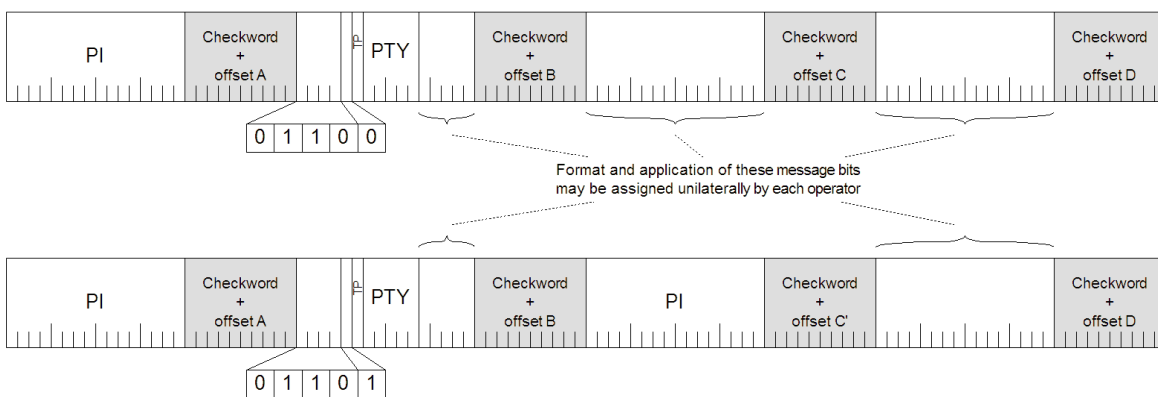 PI
Checkword
+
offset A
TP
PTY
Checkword
+
offset B
Checkword
+
offset C
Checkword
+
offset D
0 1 1 0 0
Format and application of these message bits
may be assigned unilaterally by each operator
PI
Checkword
+
offset A
TP
PTY
Checkword
+
offset B
PI
Checkword
+
offset C'
Checkword
+
offset D
0 1 1 0 1